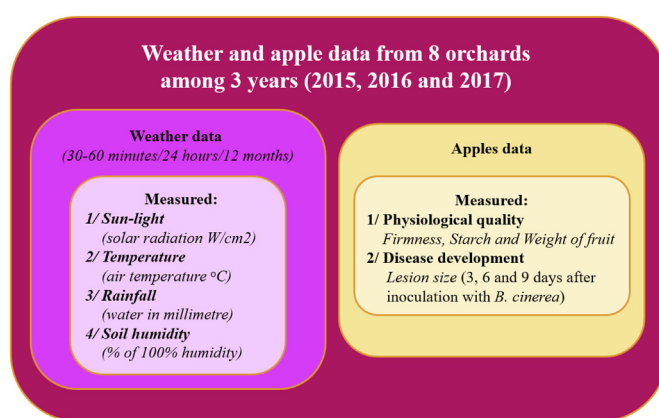 Weather and apple data from 8 orchards
among 3 years (2015, 2016 and 2017)
Weather data
(30-60 minutes/24 hours/12 months)
Measured:
1/ Sun-light
(solar radiation W/cm2)
2/ Temperature
(air temperature ºC)
3/ Rainfall
(water in millimetre)
4/ Soil humidity
(% of 100% humidity)
Apples data
Measured:
1/ Physiological quality
Firmness, Starch and Weight of fruit
2/ Disease development
Lesion size (3, 6 and 9 days after
inoculation with B. cinerea)